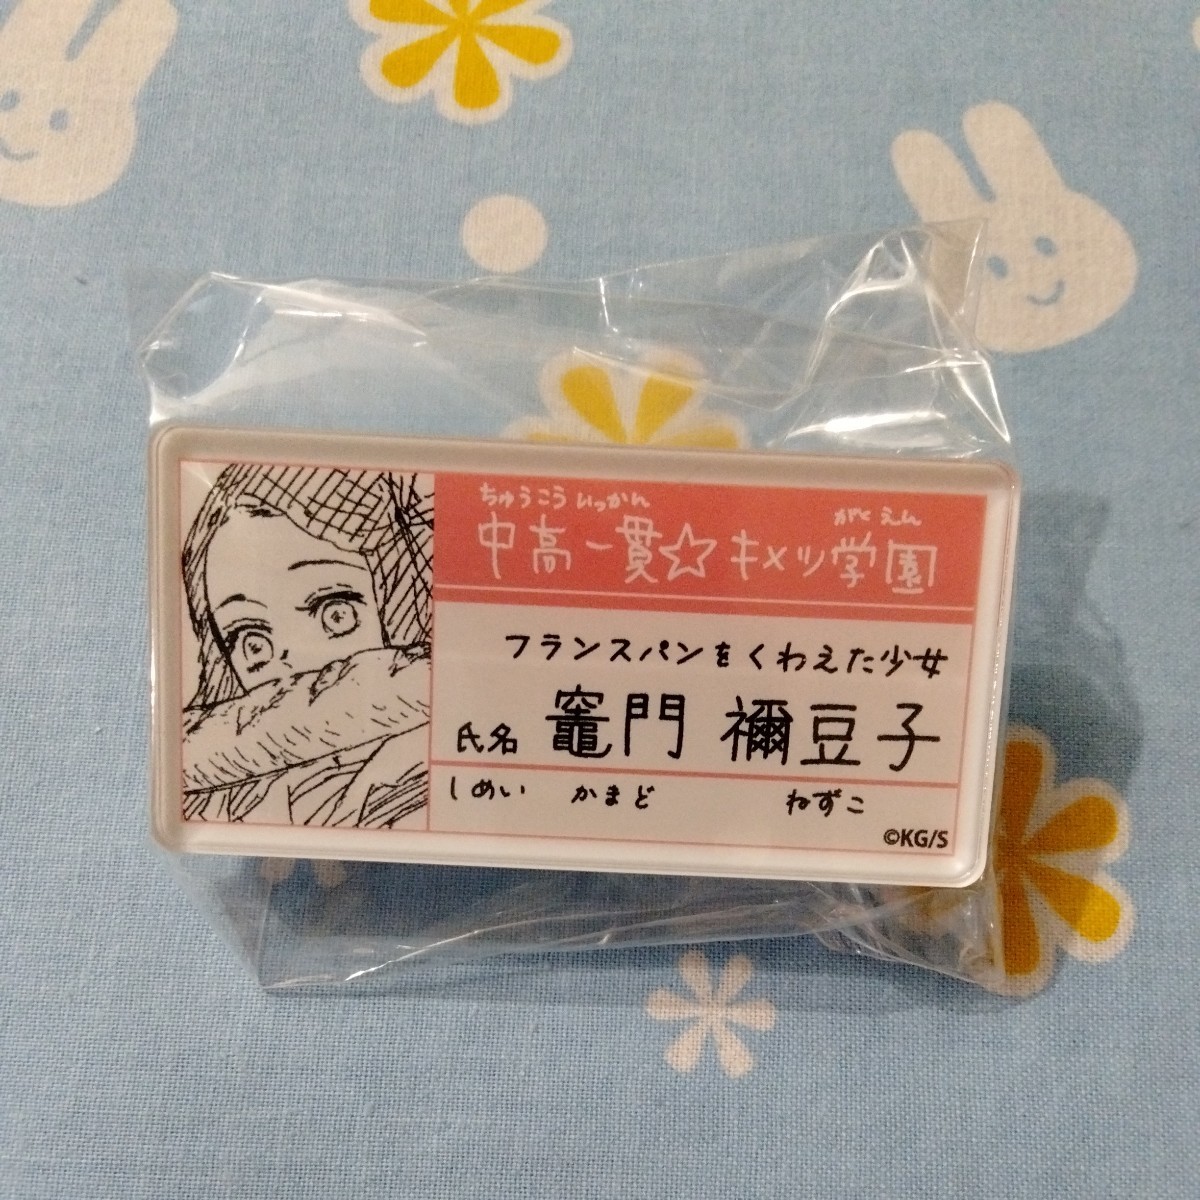 ちゅうこういっかん がくえん
中高一貫☆キメツ学園
フランスパンをくわえた少女
氏名 竈門 禰豆子
しめい かまど ねずこ
©KG/S